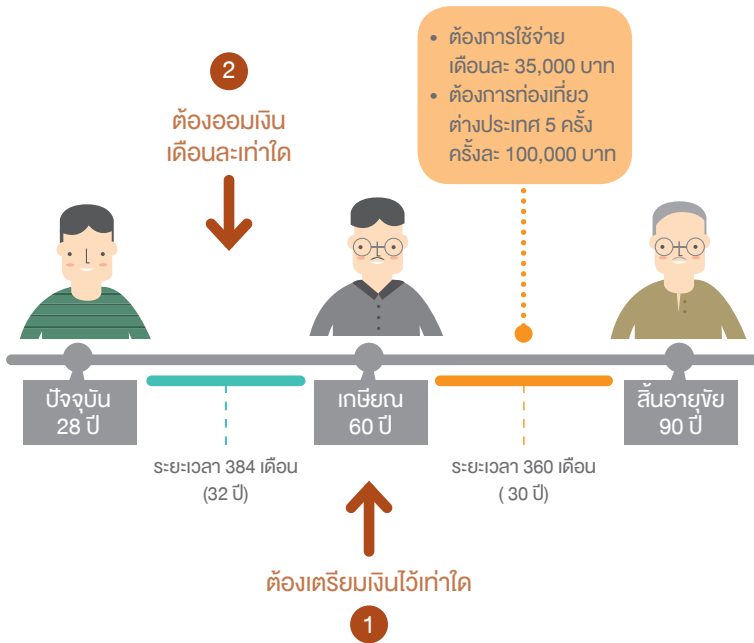 2
ต้องออมเงิน
เดือนละเท่าใด
• ต้องการใช้จ่าย
เดือนละ 35,000 บาท
• ต้องการท่องเที่ยว
ต่างประเทศ 5 ครั้ง
ครั้งละ 100,000 บาท
ปัจจุบัน
28 ปี
เกษียณ
60 ปี
สิ้นอายุขัย
90 ปี
ระยะเวลา 384 เดือน
(32 ปี)
ระยะเวลา 360 เดือน
( 30 ปี)
ต้องเตรียมเงินไว้เท่าใด
1